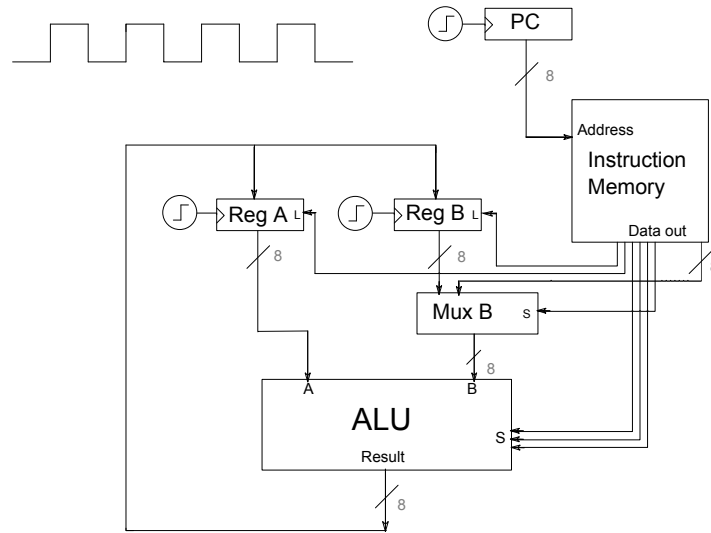 PC
8
Address
Instruction
Memory
Data out
Reg A L
Reg B L
8
8
Mux B S
8
A
B
ALU
S
Result
8